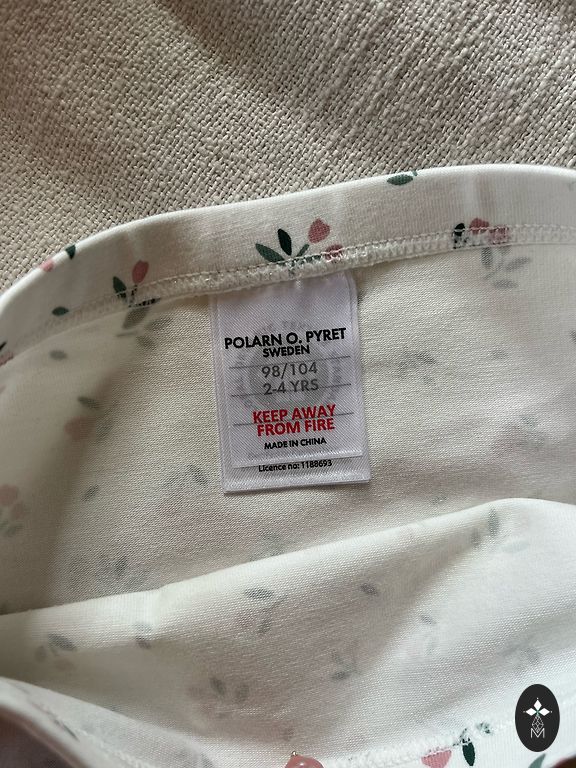 POLARN O. PYRET
SWEDEN
98/104
2-4 YRS
KEEP AWAY
FROM FIRE
MADE IN CHINA
Licence no: 1188693